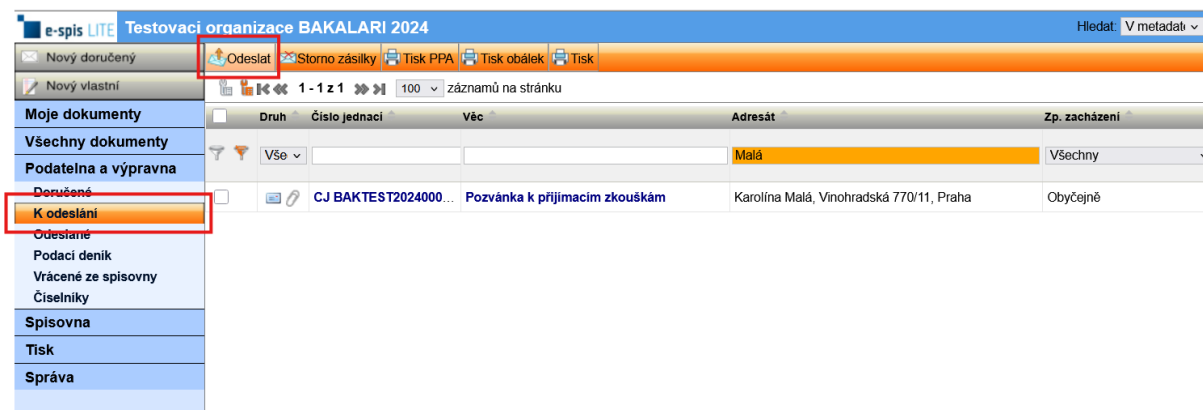 e-spis LITE Testovací organizace BAKALARI 2024 Hledat: V metadat
Nový doručený Odeslat Storno zásilky Tisk PPA Tisk obálek Tisk
Nový vlastní 1 - 1 z 1 100 záznamů na stránku
Moje dokumenty Druh Číslo jednací Věc Adresát Zp. zacházení
Všechny dokumenty Vše Malá Všechny
Podatelna a výpravna
Doručené CJ BAKTEST2024000... Pozvánka k přijímacím zkouškám Karolína Malá, Vinohradská 770/11, Praha Obyčejně
K odeslání
Odeslané
Podací deník
Vrácené ze spisovny
Číselníky
Spisovna
Tisk
Správa